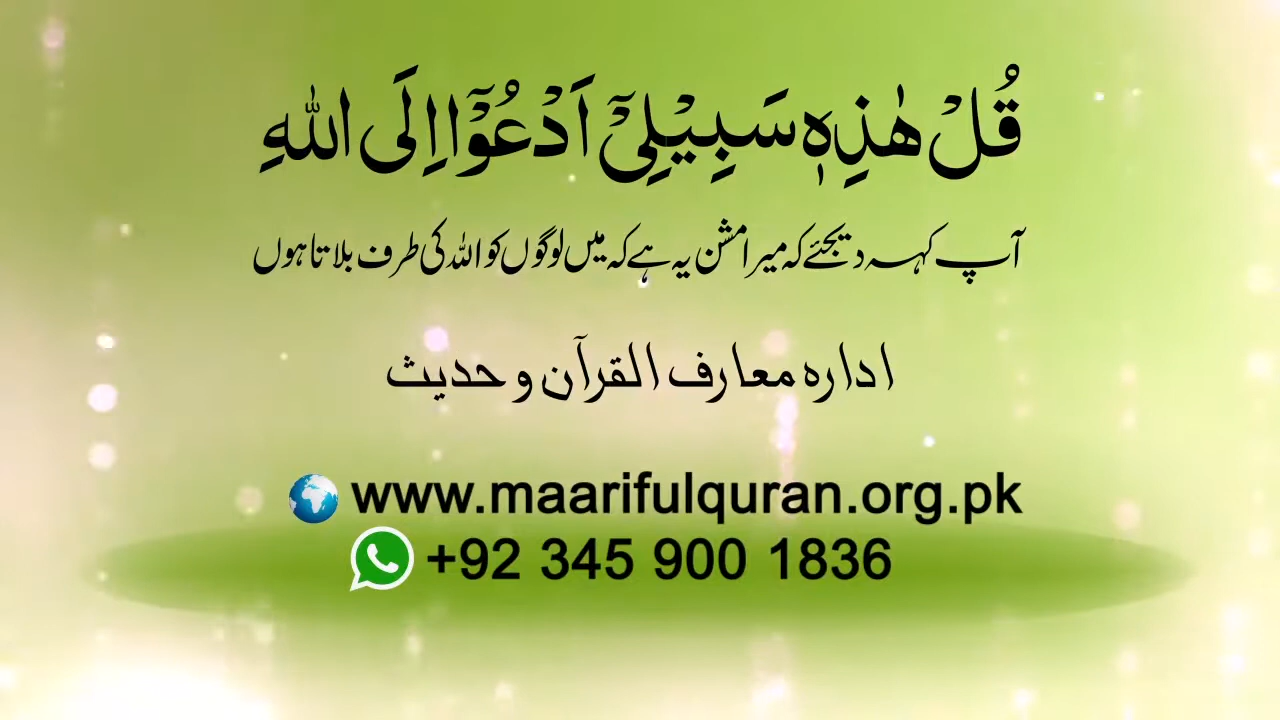 قُلْ هٰذِهٖ سَبِیْلِیْۤ اَدْعُوْۤا اِلَی اللّٰهِ
آپ کہہ دیجئے کہ میرا مشن یہ ہے کہ میں لوگوں کو اللہ کی طرف بلاتا ہوں
ادارہ معارف القرآن و حدیث
www.maarifulquran.org.pk
+92 345 900 1836